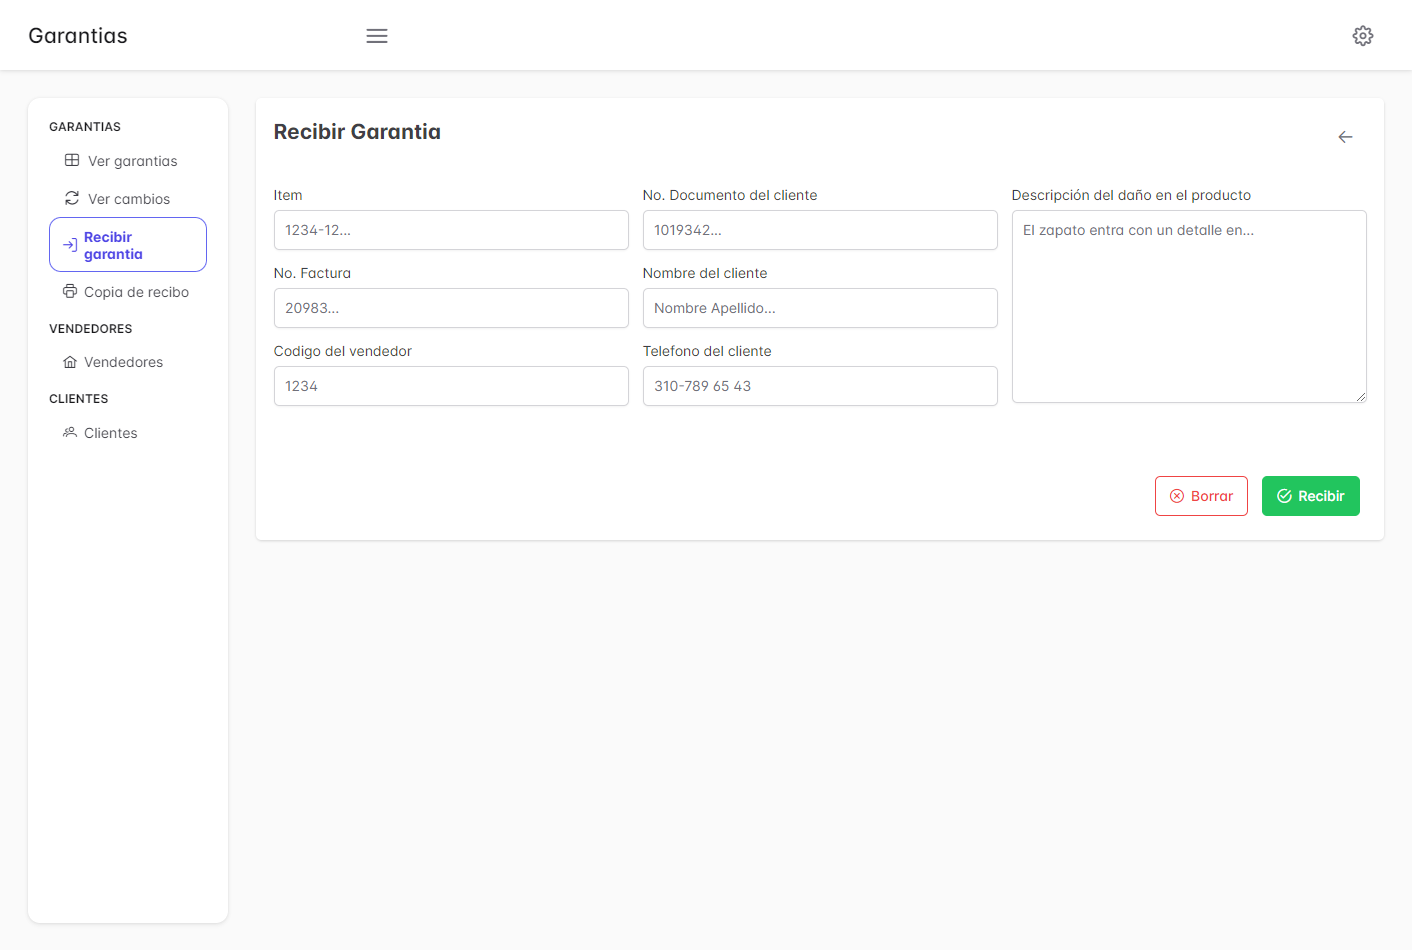 Garantias
GARANTIAS
Ver garantias
Ver cambios
Recibir
garantia
Copia de recibo
VENDEDORES
Vendedores
CLIENTES
Clientes
Recibir Garantia
Item
1234-12...
No. Factura
20983...
Codigo del vendedor
1234
No. Documento del cliente
1019342...
Nombre del cliente
Nombre Apellido...
Telefono del cliente
310-789 65 43
Descripción del daño en el producto
El zapato entra con un detalle en...
Borrar
Recibir